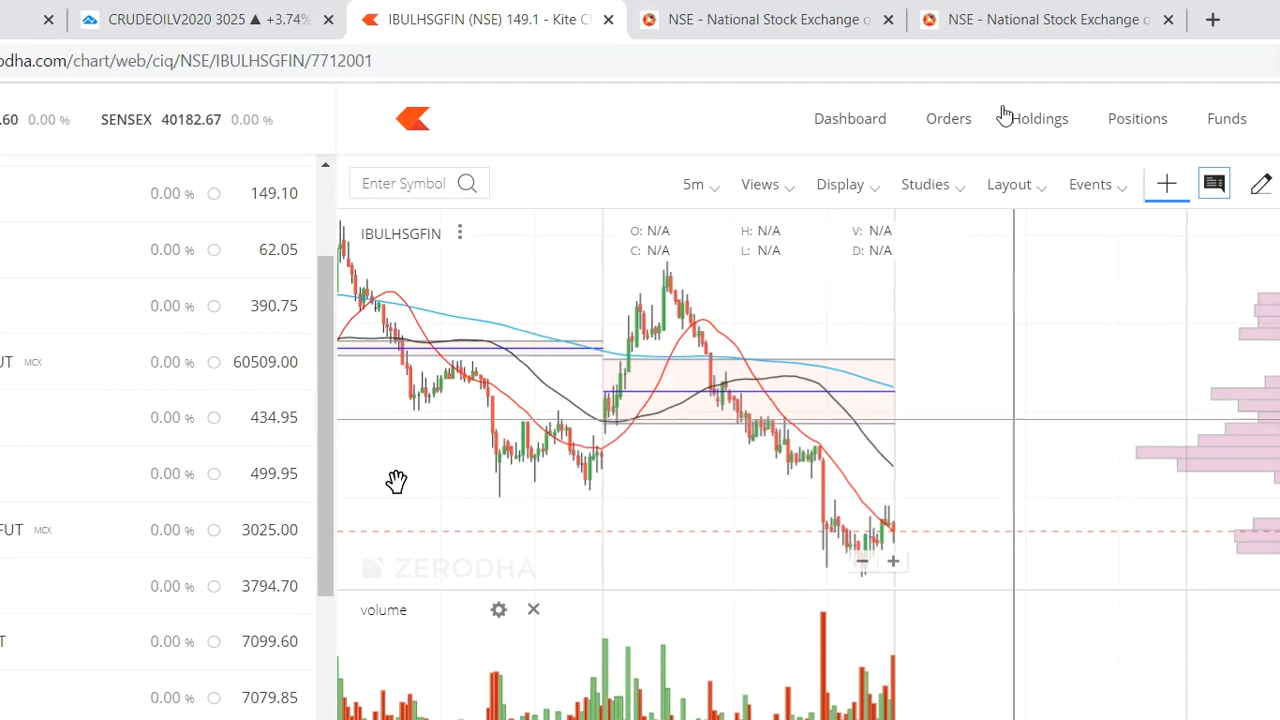 CRUDEOILV2020 3025 ▲ +3.74%
IBULHSGFIN (NSE) 149.1 - Kite C
NSE - National Stock Exchange o
NSE - National Stock Exchange o
odha.com/chart/web/ciq/NSE/IBULHSGFIN/7712001
.60 0.00 % SENSEX 40182.67 0.00 %
Dashboard Orders Holdings Positions Funds
Enter Symbol 5m Views Display Studies Layout Events
0.00 % 149.10
0.00 % 62.05
0.00 % 390.75
UT MCX 0.00 % 60509.00
0.00 % 434.95
0.00 % 499.95
FUT MCX 0.00 % 3025.00
0.00 % 3794.70
T 0.00 % 7099.60
0.00 % 7079.85
IBULHSGFIN
O: N/A H: N/A V: N/A
C: N/A L: N/A D: N/A
ZERODHA
volume